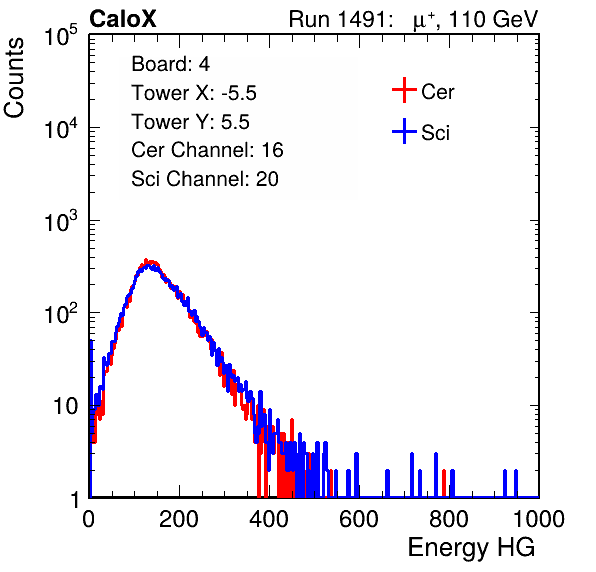 CaloX Run 1491: μ⁺, 110 GeV
Counts
10⁵
10⁴
10³
10²
10
1
Board: 4
Tower X: -5.5
Tower Y: 5.5
Cer Channel: 16
Sci Channel: 20
Cer
Sci
0 200 400 600 800 1000
Energy HG